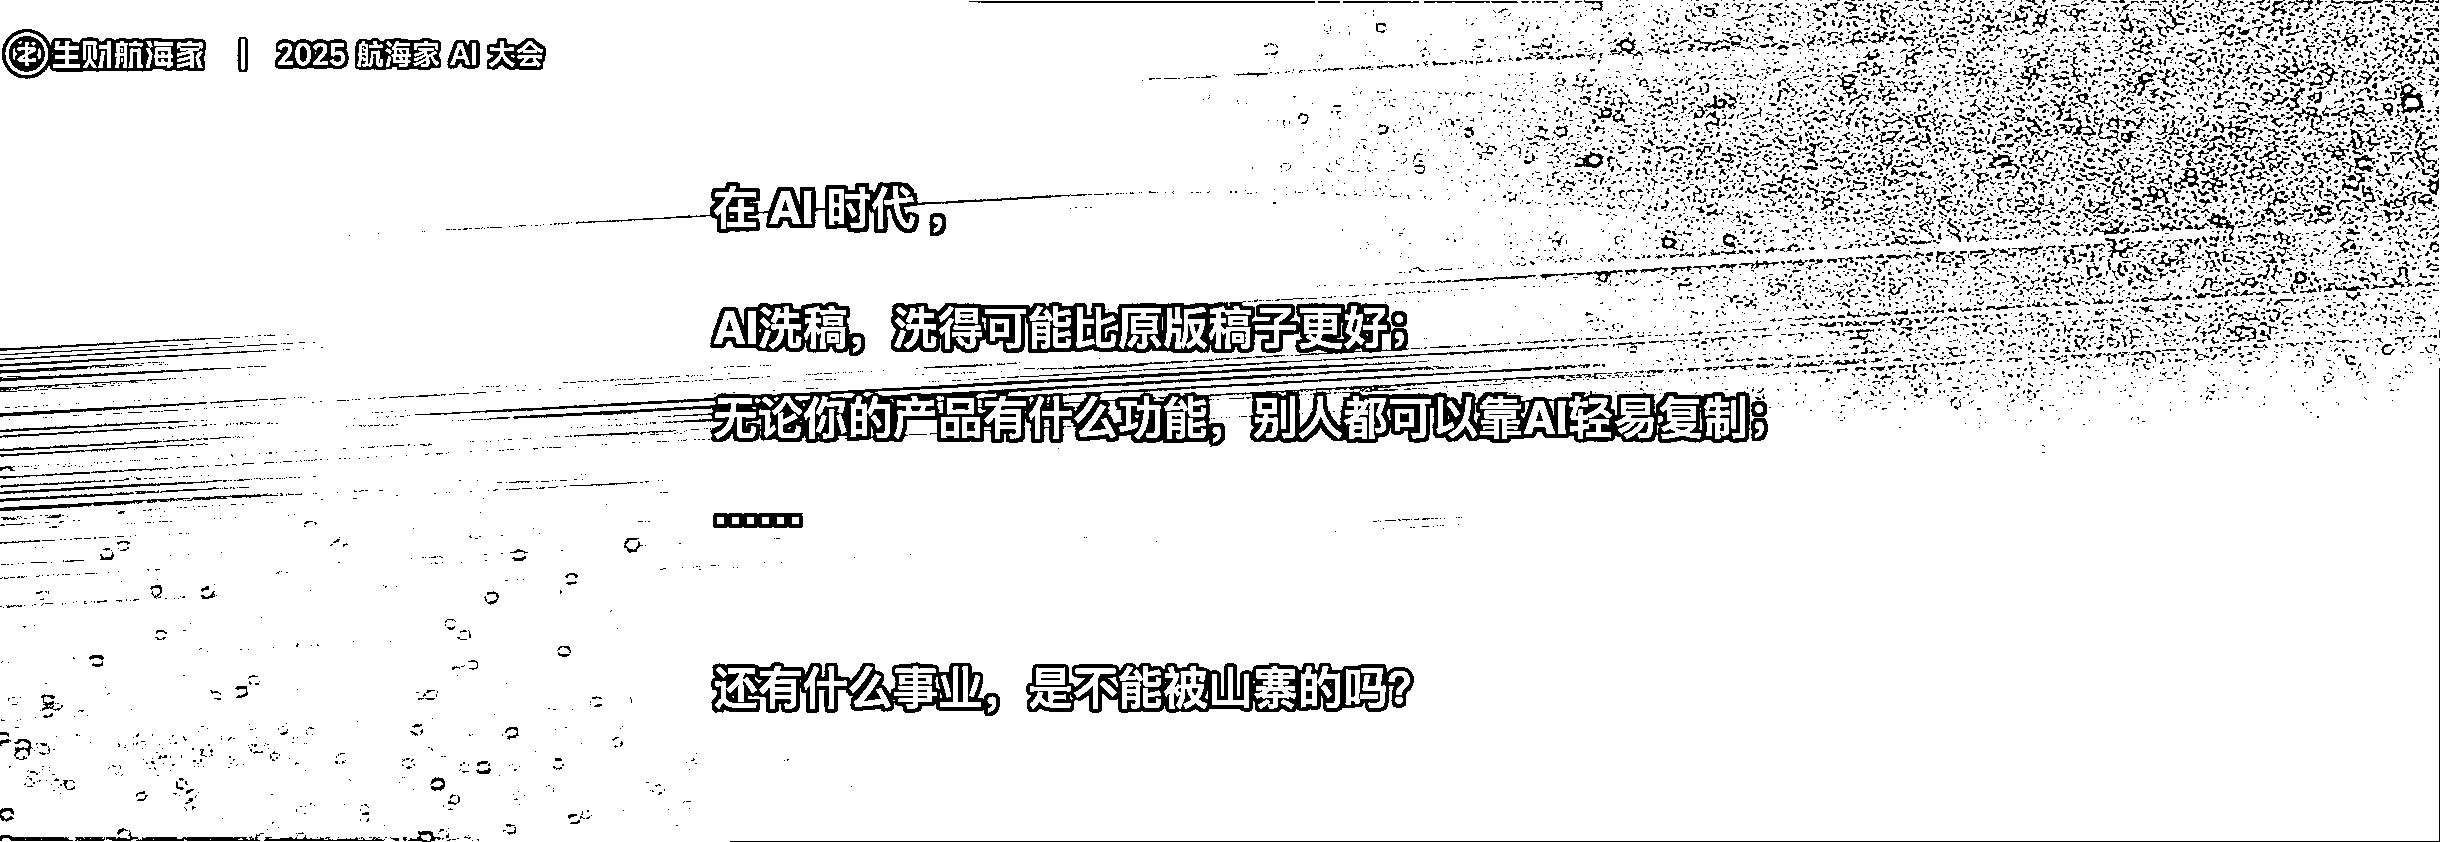 生财航海家 | 2025 航海家 AI 大会
在 AI 时代，
AI洗稿，洗得可能比原版稿子更好；
无论你的产品有什么功能，别人都可以靠AI轻易复制；
……
还有什么事业，是不能被山寨的吗？